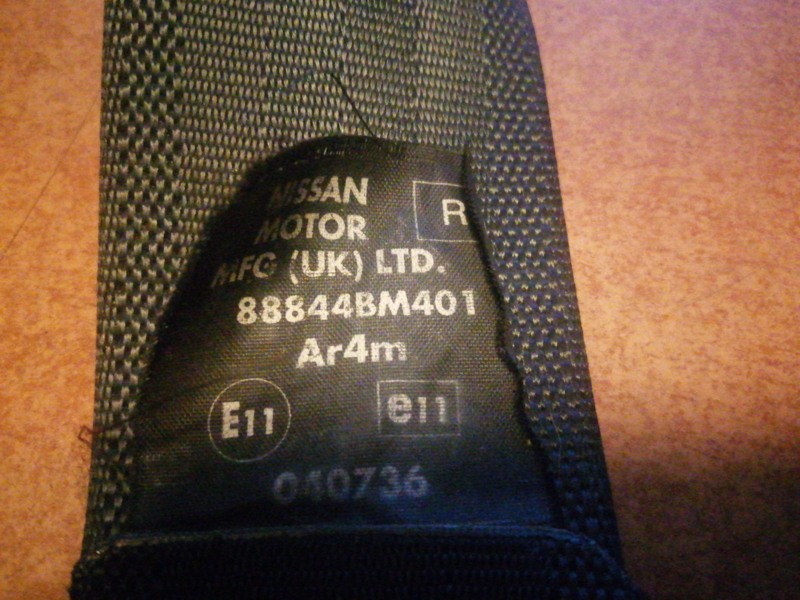 NISSAN
R
MOTOR
MFG (UK) LTD.
88844BM401
Ar4m
E11 e11
040736